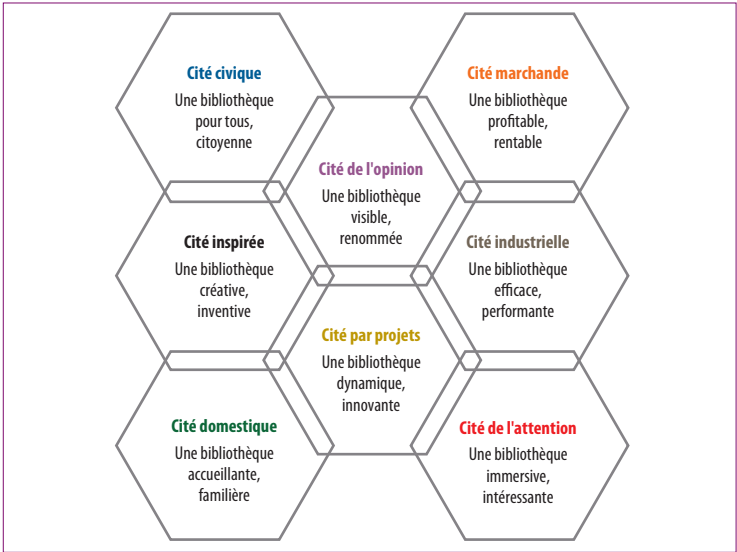 Cité civique
Une bibliothèque
pour tous,
citoyenne
Cité marchande
Une bibliothèque
profitable,
rentable
Cité de l'opinion
Une bibliothèque
visible,
renommée
Cité inspirée
Une bibliothèque
créative,
inventive
Cité industrielle
Une bibliothèque
efficace,
performante
Cité par projets
Une bibliothèque
dynamique,
innovante
Cité domestique
Une bibliothèque
accueillante,
familière
Cité de l'attention
Une bibliothèque
immersive,
intéressante